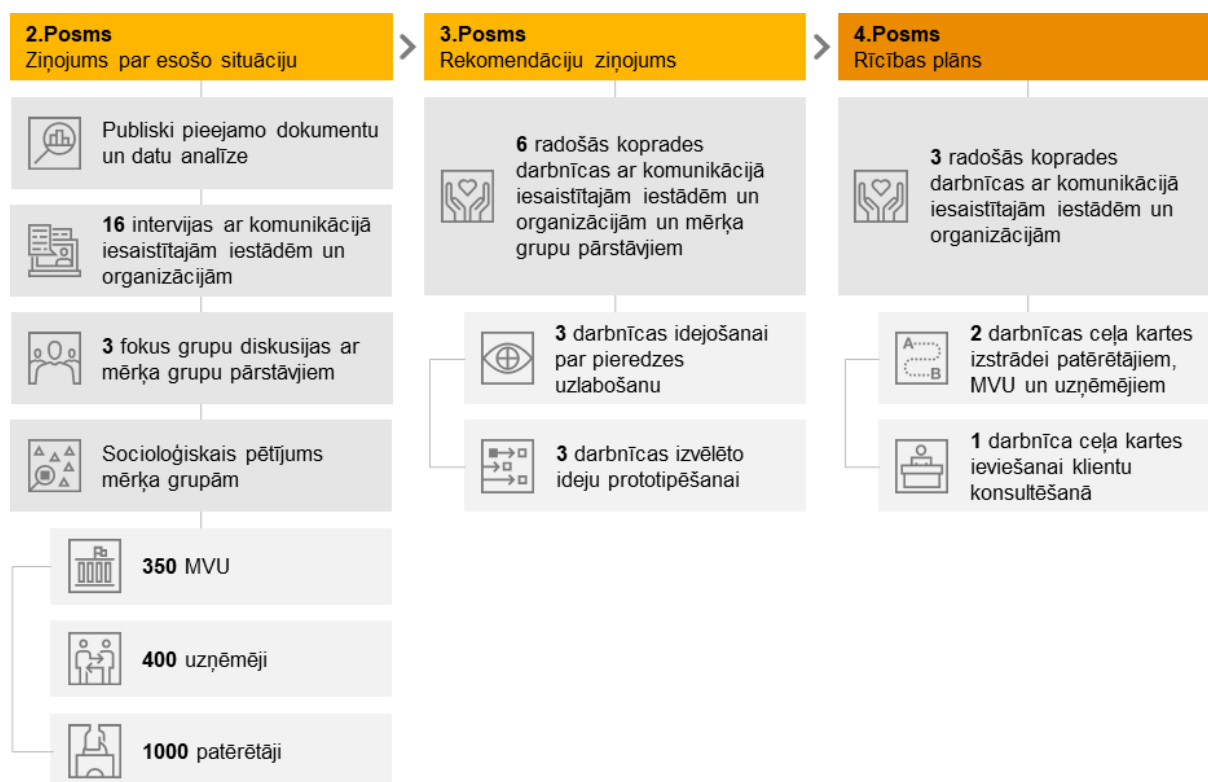 2.Posms
Ziņojums par esošo situāciju
Publiski pieejamo dokumentu
un datu analīze
16 intervijas ar komunikācijā
iesaistītajām iestādēm un
organizācijām
3 fokus grupu diskusijas ar
mērķa grupu pārstāvjiem
Socioloģiskais pētījums
mērķa grupām
350 MVU
400 uzņēmēji
1000 patērētāji
3.Posms
Rekomendāciju ziņojums
6 radošās koprades
darbnīcas ar komunikācijā
iesaistītajām iestādēm un
organizācijām un mērķa
grupu pārstāvjiem
3 darbnīcas idejošanai
par pieredzes
uzlabošanu
3 darbnīcas izvēlēto
ideju prototipēšanai
4.Posms
Rīcības plāns
3 radošās koprades
darbnīcas ar komunikācijā
iesaistītajām iestādēm un
organizācijām
A
B
2 darbnīcas ceļa kartes
izstrādei patērētājiem,
MVU un uzņēmējiem
1 darbnīca ceļa kartes
ieviešanai klientu
konsultēšanā